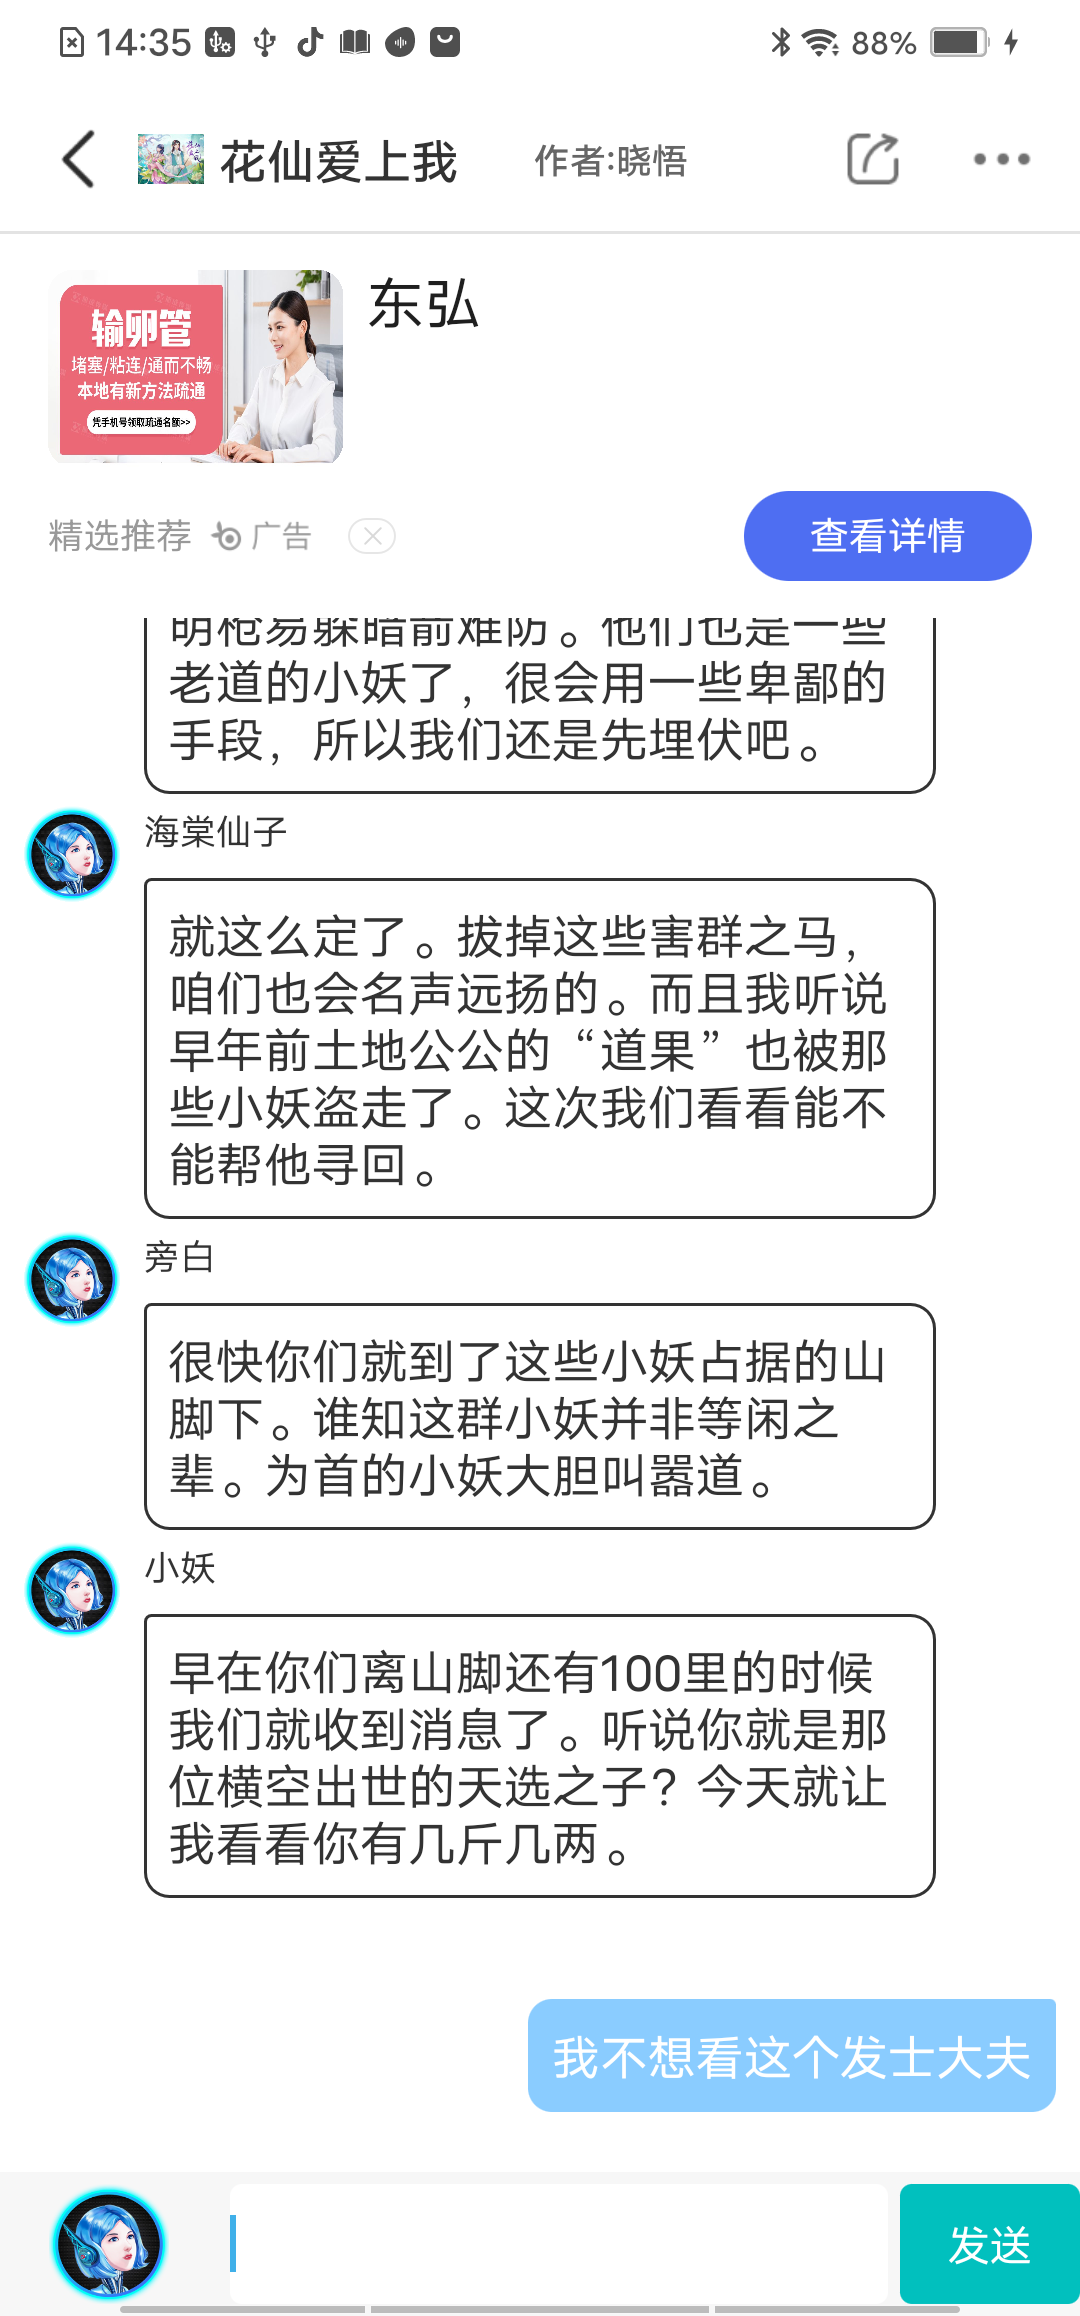 14:35
88%
花仙爱上我
作者:晓悟
输卵管
堵塞/粘连/通而不畅
本地有新方法疏通
凭手机号领取疏通名额>>
东弘
精选推荐
广告
查看详情
明枪易躲暗箭难防。他们也是一些
老道的小妖了，很会用一些卑鄙的
手段，所以我们还是先埋伏吧。
海棠仙子
就这么定了。拔掉这些害群之马，
咱们也会名声远扬的。而且我听说
早年前土地公公的“道果”也被那
些小妖盗走了。这次我们看看能不
能帮他寻回。
旁白
很快你们就到了这些小妖占据的山
脚下。谁知这群小妖并非等闲之
辈。为首的小妖大胆叫嚣道。
小妖
早在你们离山脚还有100里的时候
我们就收到消息了。听说你就是那
位横空出世的天选之子？今天就让
我看看你有几斤几两。
我不想看这个发士大夫
发送